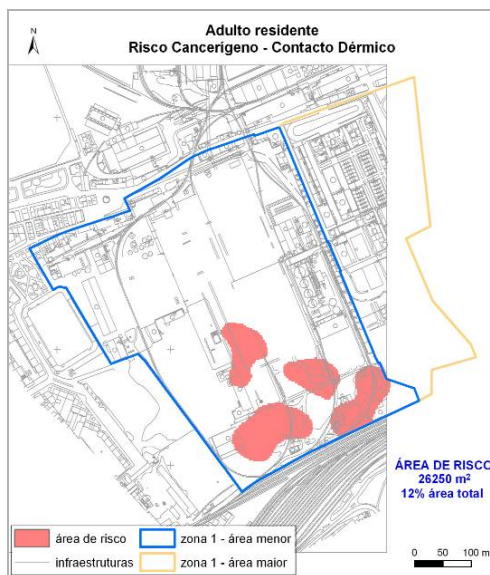 Adulto residente
Risco Cancerígeno - Contacto Dérmico
N
ÁREA DE RISCO
26250 m²
12% área total
área de risco
zona 1 - área menor
infraestruturas
zona 1 - área maior
0 50 100 m